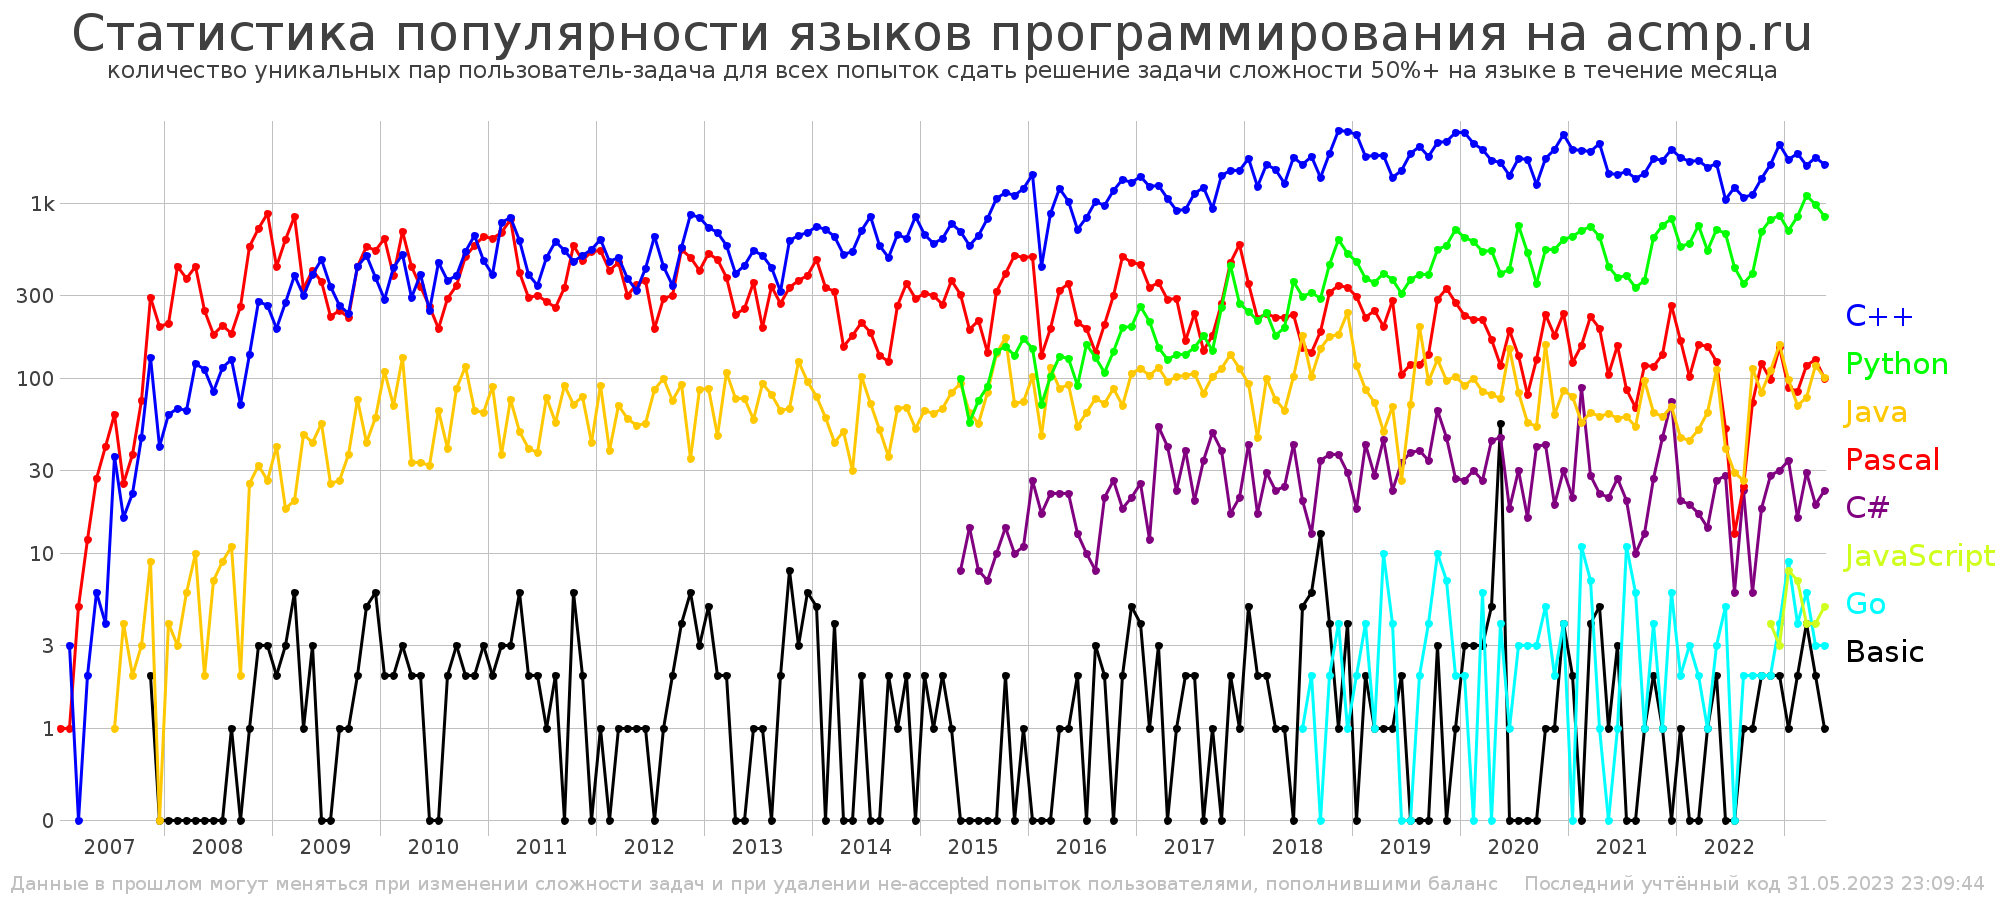 Статистика популярности языков программирования на acmp.ru
количество уникальных пар пользователь-задача для всех попыток сдать решение задачи сложности 50%+ на языке в течение месяца
1k
300
100
30
10
3
1
0
C++
Python
Java
Pascal
C#
JavaScript
Go
Basic
2007 2008 2009 2010 2011 2012 2013 2014 2015 2016 2017 2018 2019 2020 2021 2022
Данные в прошлом могут меняться при изменении сложности задач и при удалении не-accepted попыток пользователями, пополнившими баланс Последний учтённый код 31.05.2023 23:09:44